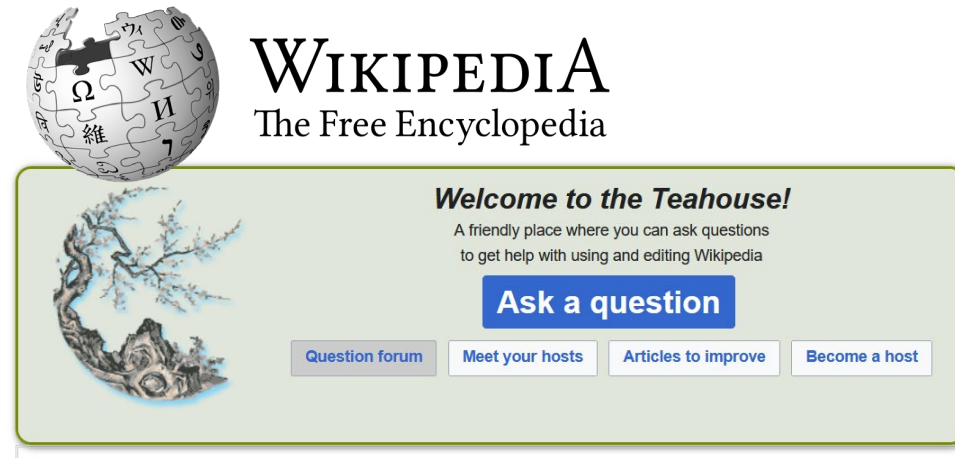 WIKIPEDIA
The Free Encyclopedia
Ω W И
維
Welcome to the Teahouse!
A friendly place where you can ask questions
to get help with using and editing Wikipedia
Ask a question
Question forum Meet your hosts Articles to improve Become a host